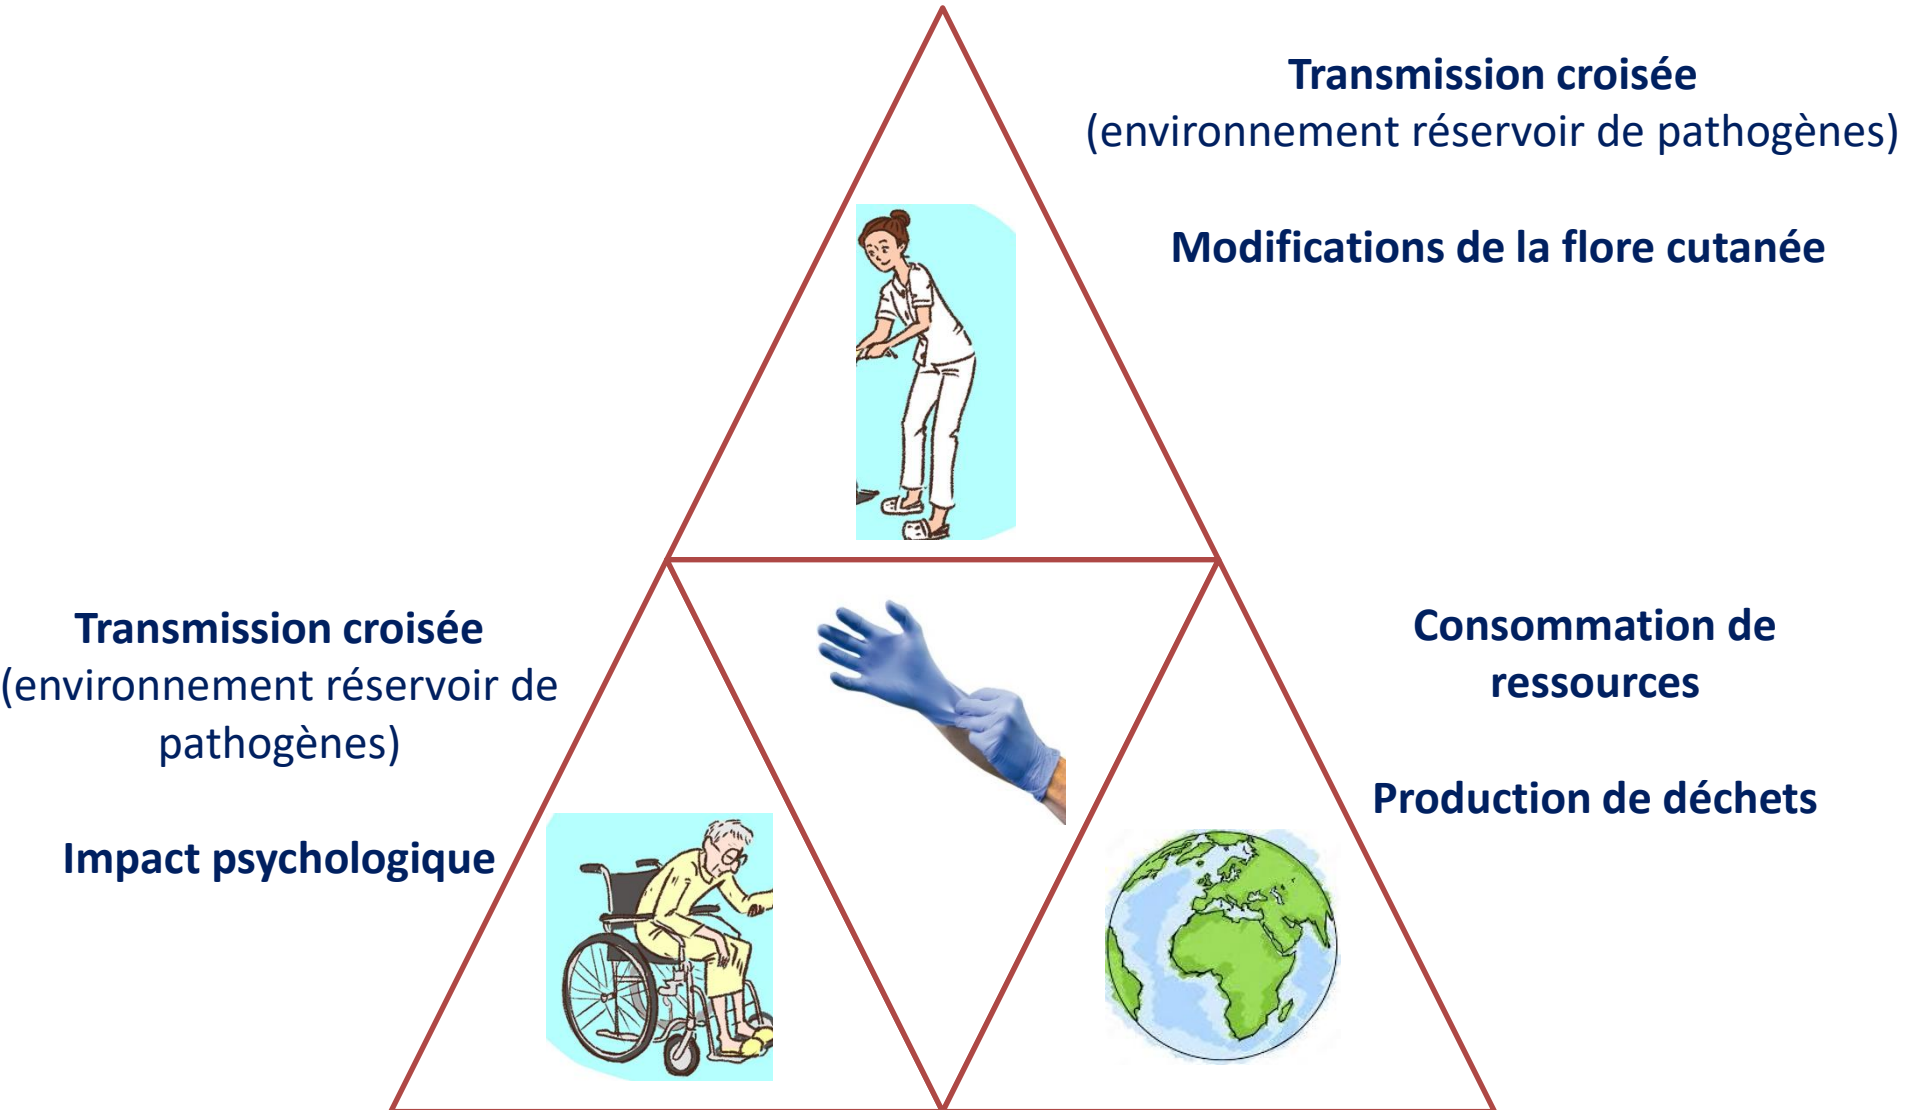 Transmission croisée
(environnement réservoir de pathogènes)
Modifications de la flore cutanée
Transmission croisée
(environnement réservoir de
pathogènes)
Impact psychologique
Consommation de
ressources
Production de déchets